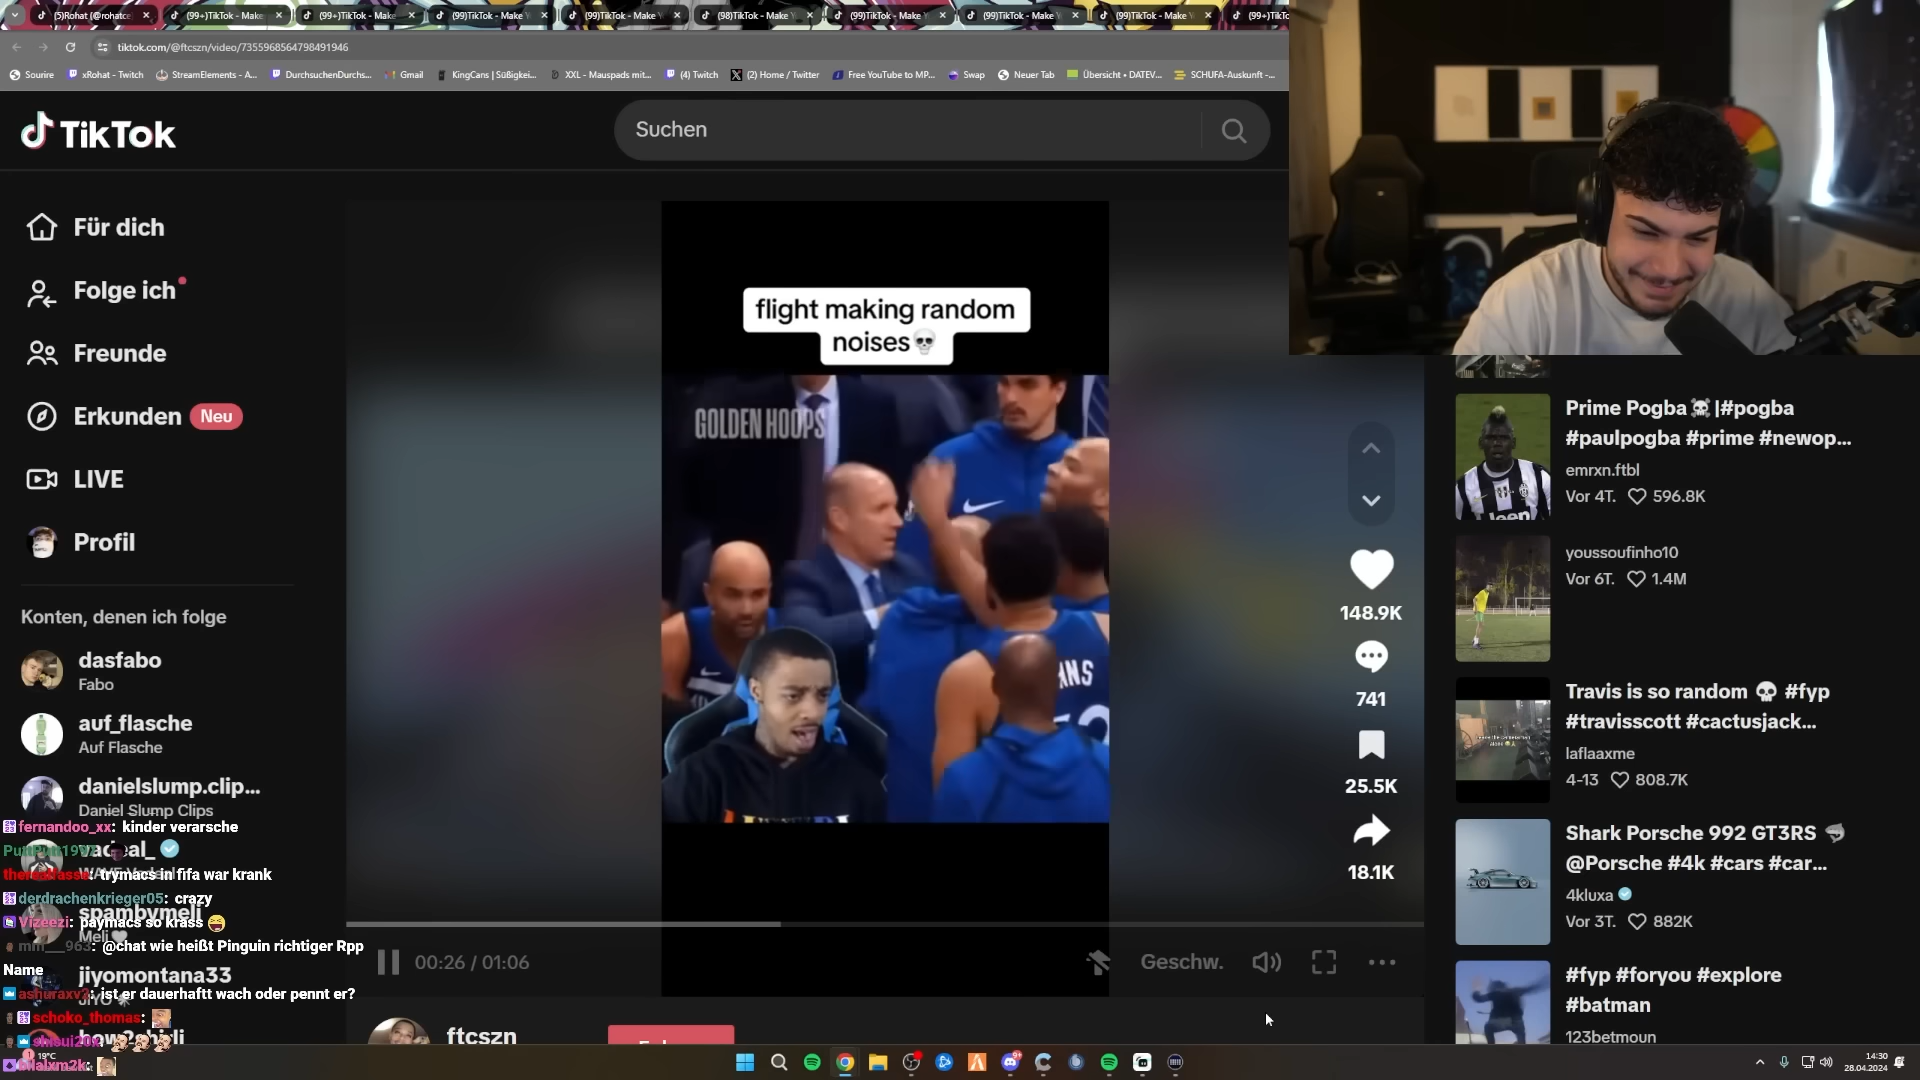 (5)Rohat (@rohatc
(99+)TikTok - Make
(99+)TikTok - Make
(99)TikTok - Make Y
(99)TikTok - Make Y
(98)TikTok - Make Y
(99)TikTok - Make Y
(99)TikTok - Make Y
(99)TikTok - Make Y
(99+)TikTo
tiktok.com/@ftcszn/video/7355968564798491946
Sourire
xRohat - Twitch
StreamElements - A...
DurchsuchenDurchs...
Gmail
KingCans | Süßigkei...
XXL - Mauspads mit...
(4) Twitch
(2) Home / Twitter
Free YouTube to MP...
Swap
Neuer Tab
Übersicht • DATEV...
SCHUFA-Auskunft -...
TikTok
Suchen
Für dich
Folge ich
Freunde
Erkunden Neu
LIVE
Profil
Konten, denen ich folge
dasfabo
Fabo
auf_flasche
Auf Flasche
danielslump.clip...
Daniel Slump Clips
fernandoo_xx: kinder verarsche
trymacs in fifa war krank
derdrachenkrieger05: crazy
spambymeli
Vizeezi: paymacs so krass 😝
Meli🤍
@chat wie heißt Pinguin richtiger Rpp
Name
jiyomontana33
ist er dauerhaftt wach oder pennt er?
schoko_thomas:
19°C
flight making random
noises💀
GOLDEN HOOPS
00:26 / 01:06
Geschw.
148.9K
741
25.5K
18.1K
ftcszn
Prime Pogba☠️|#pogba
#paulpogba #prime #newop...
emrxn.ftbl
Vor 4T. 596.8K
youssoufinho10
Vor 6T. 1.4M
Travis is so random 💀 #fyp
#travisscott #cactusjack...
laflaaxme
4-13 808.7K
Shark Porsche 992 GT3RS 🦈
@Porsche #4k #cars #car...
4kluxa
Vor 3T. 882K
#fyp #foryou #explore
#batman
123betmoun
14:30
28.04.2024